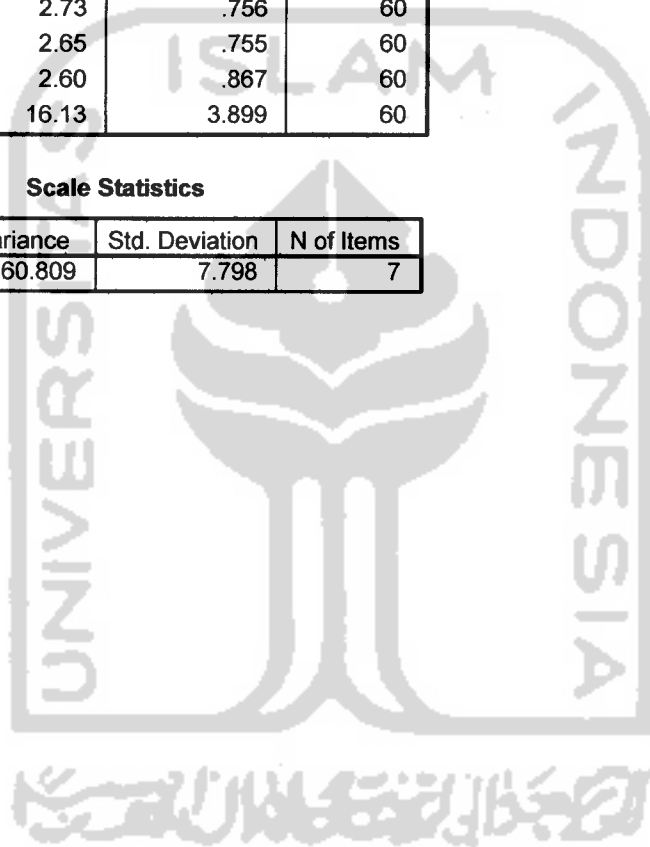 2.73 .756 60
2.65 .755 60
2.60 .867 60
16.13 3.899 60
Scale Statistics
ariance Std. Deviation N of Items
60.809 7.798 7
ISLAM
UNIVERSITAS
INDONESIA